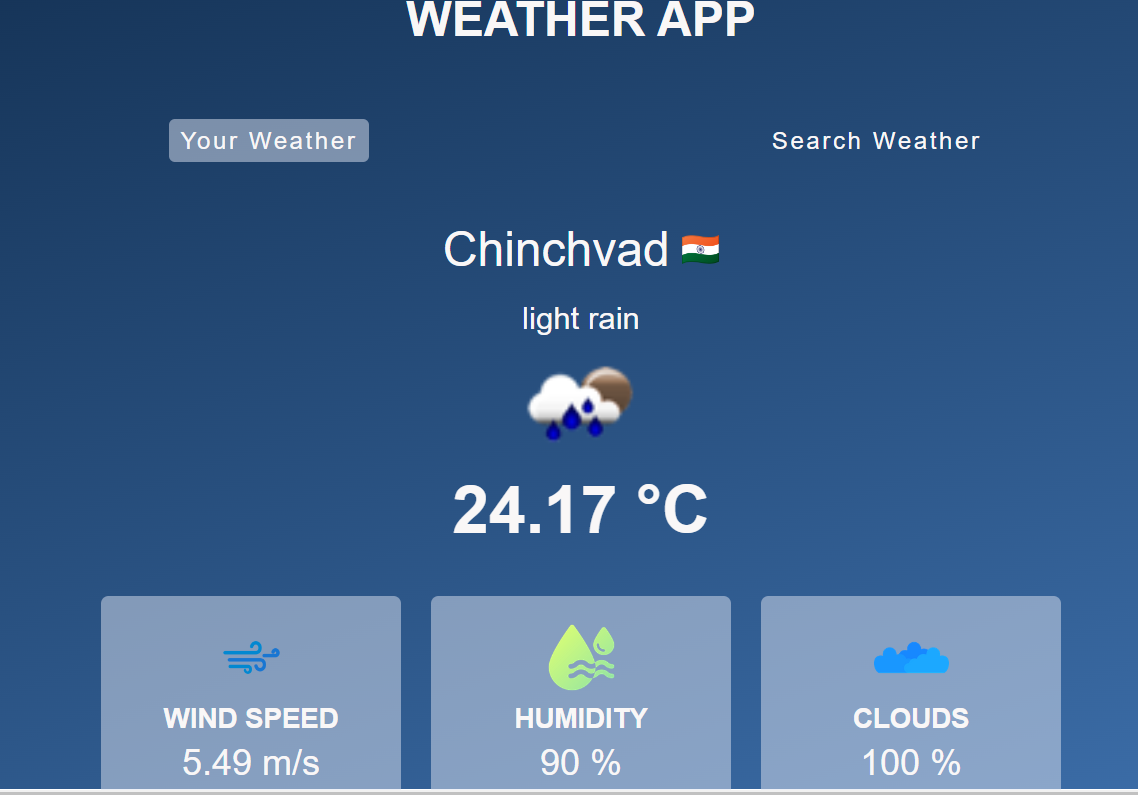 WEATHER APP
Your Weather
Search Weather
Chinchvad
light rain
24.17 °C
WIND SPEED
5.49 m/s
HUMIDITY
90 %
CLOUDS
100 %